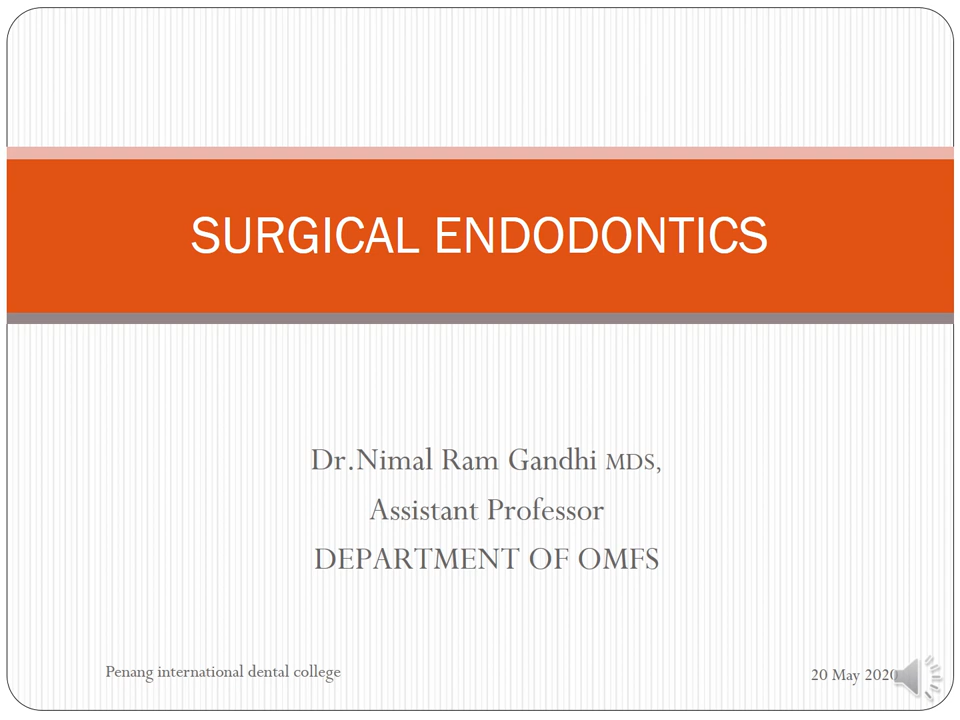 SURGICAL ENDODONTICS
Dr.Nimal Ram Gandhi MDS,
Assistant Professor
DEPARTMENT OF OMFS
Penang international dental college
20 May 2020